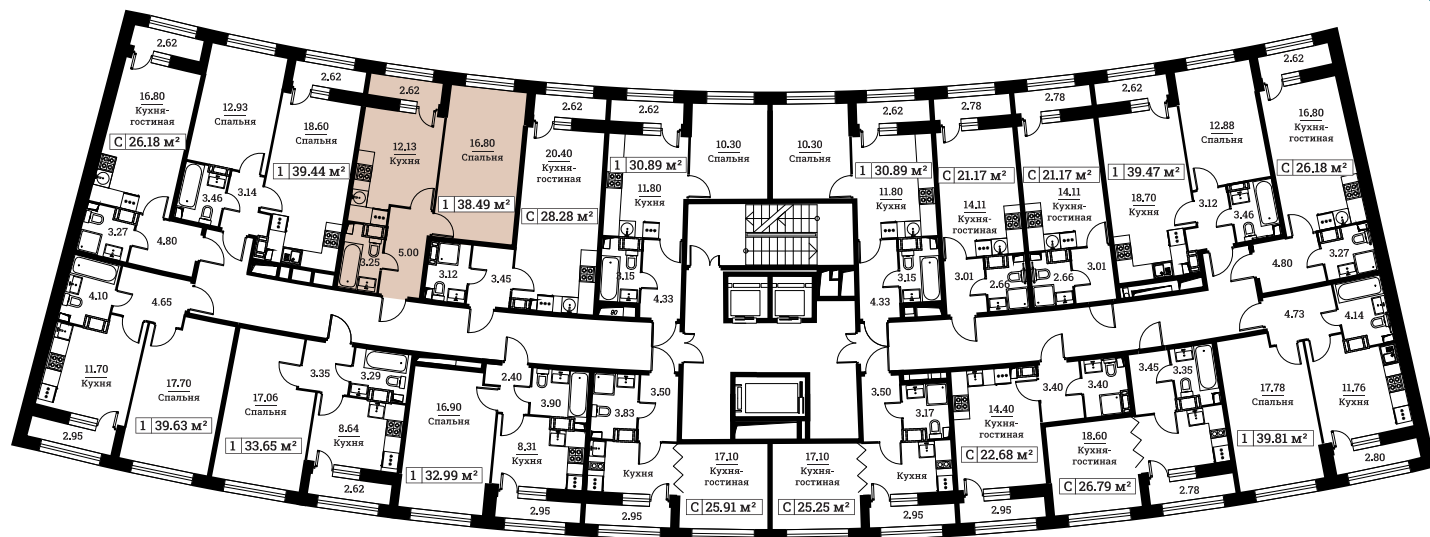 2.62
16.80
Кухня-
гостиная
С 26.18 м²
3.27
4.80
12.93
Спальня
3.46
3.14
2.62
18.60
Спальня
1 39.44 м²
2.62
12.13
Кухня
3.25
5.00
16.80
Спальня
1 38.49 м²
2.62
20.40
Кухня-
гостиная
С 28.28 м²
3.12
3.45
2.62
1 30.89 м²
11.80
Кухня
3.15
4.33
10.30
Спальня
10.30
Спальня
2.62
1 30.89 м²
11.80
Кухня
3.15
4.33
2.78
С 21.17 м²
14.11
Кухня-
гостиная
3.01
2.66
2.78
С 21.17 м²
14.11
Кухня-
гостиная
2.66
3.01
2.62
1 39.47 м²
18.70
Спальня
12.88
Спальня
3.12
3.46
2.62
16.80
Кухня-
гостиная
С 26.18 м²
4.80
3.27
4.10
4.65
11.70
Кухня
2.95
17.70
Спальня
1 39.63 м²
17.06
Спальня
1 33.65 м²
3.35
3.29
8.64
Кухня
2.62
16.90
Спальня
1 32.99 м²
2.40
3.90
8.31
Кухня
2.95
3.83
3.50
Кухня
2.95
17.10
Кухня-
гостиная
С 25.91 м²
17.10
Кухня-
гостиная
С 25.25 м²
3.50
3.17
Кухня
2.95
14.40
Кухня-
гостиная
С 22.68 м²
2.95
3.40
3.40
18.60
Кухня-
гостиная
С 26.79 м²
3.45
3.35
2.78
4.73
4.14
17.78
Спальня
1 39.81 м²
11.76
Кухня
2.80